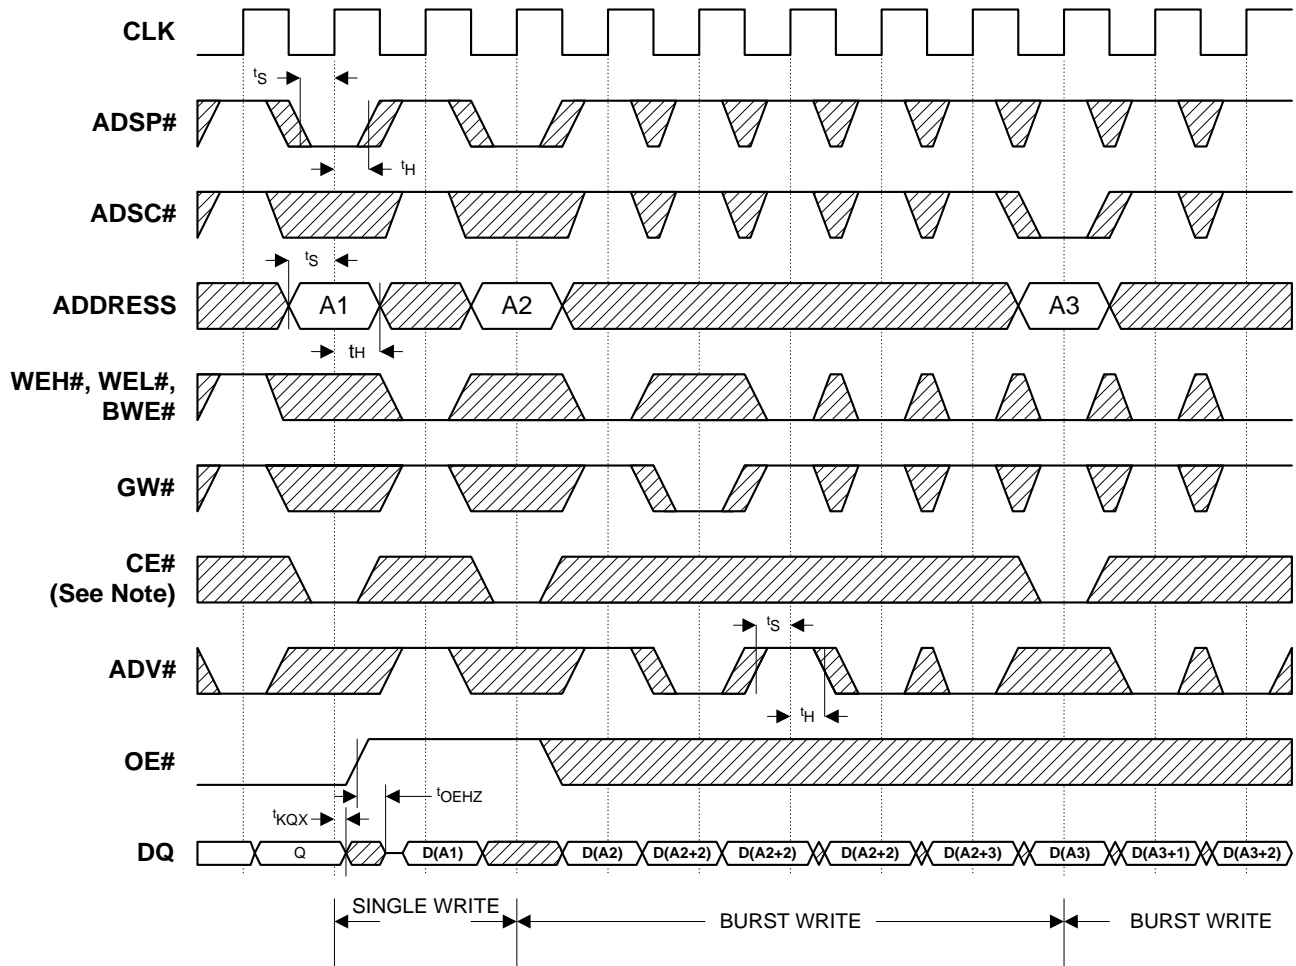 CLK
tS
ADSP#
tH
ADSC#
tS
ADDRESS A1 A2 A3
tH
WEH#, WEL#,
BWE#
GW#
CE#
(See Note)
tS
ADV#
tH
OE#
tOEHZ
tKQX
DQ Q D(A1) D(A2) D(A2+2) D(A2+2) D(A2+2) D(A2+3) D(A3) D(A3+1) D(A3+2)
SINGLE WRITE BURST WRITE BURST WRITE